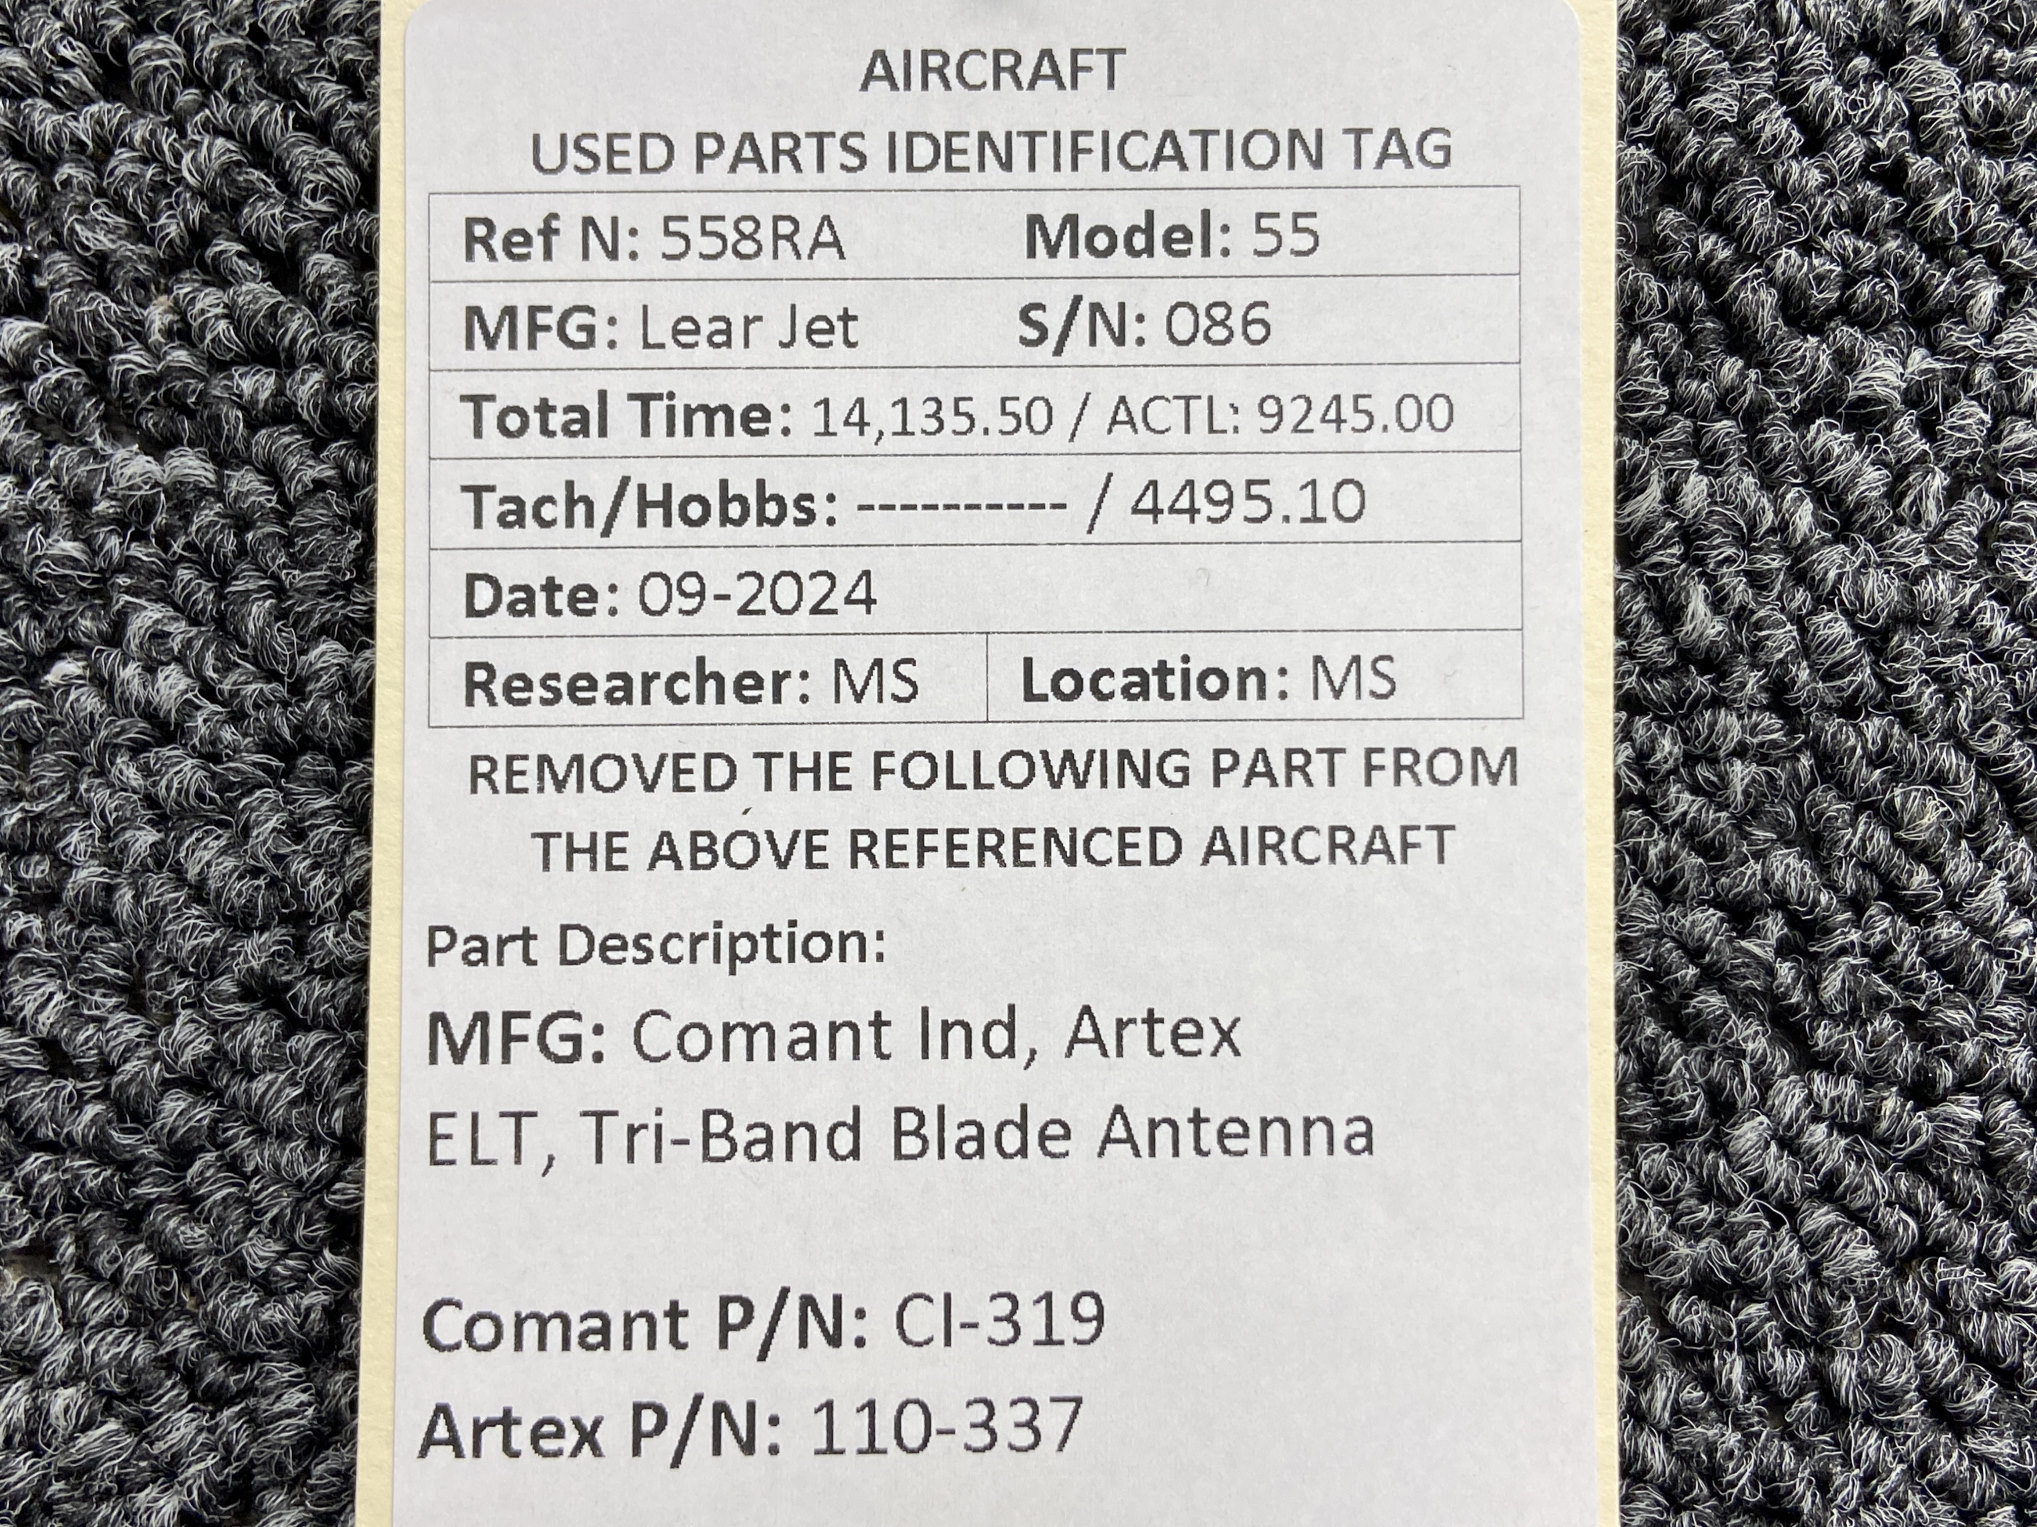 AIRCRAFT
USED PARTS IDENTIFICATION TAG
Ref N: 558RA Model: 55
MFG: Lear Jet S/N: 086
Total Time: 14,135.50 / ACTL: 9245.00
Tach/Hobbs: ---------- / 4495.10
Date: 09-2024
Researcher: MS Location: MS
REMOVED THE FOLLOWING PART FROM
THE ABOVE REFERENCED AIRCRAFT
Part Description:
MFG: Comant Ind, Artex
ELT, Tri-Band Blade Antenna
Comant P/N: CI-319
Artex P/N: 110-337